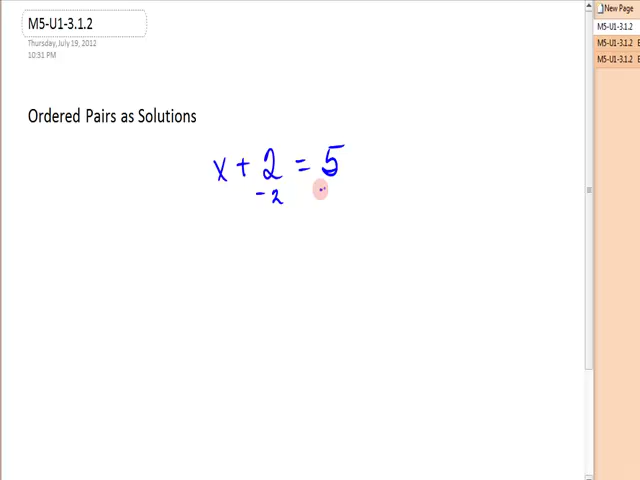 New Page
M5-U1-3.1.2
M5-U1-3.1.2
Thursday, July 19, 2012
10:31 PM
M5-U1-3.1.2 E
M5-U1-3.1.2 E
Ordered Pairs as Solutions
x + 2 = 5
-2